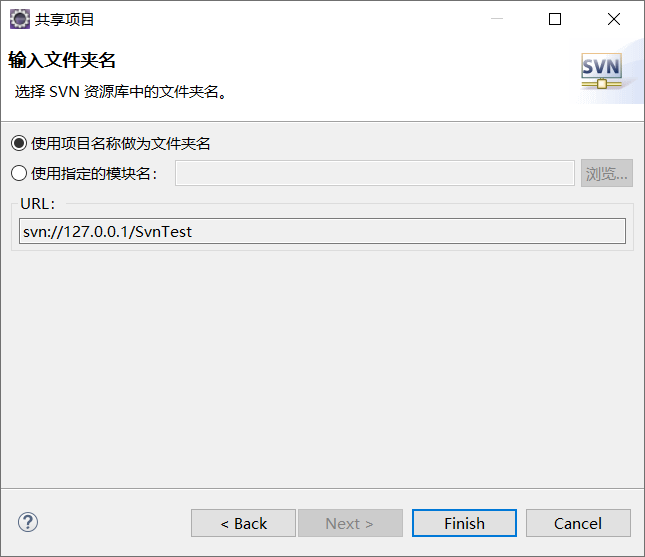 共享项目
输入文件夹名
选择 SVN 资源库中的文件夹名。
SVN
使用项目名称做为文件夹名
使用指定的模块名：
浏览...
URL：
svn://127.0.0.1/SvnTest
?
< Back
Next >
Finish
Cancel